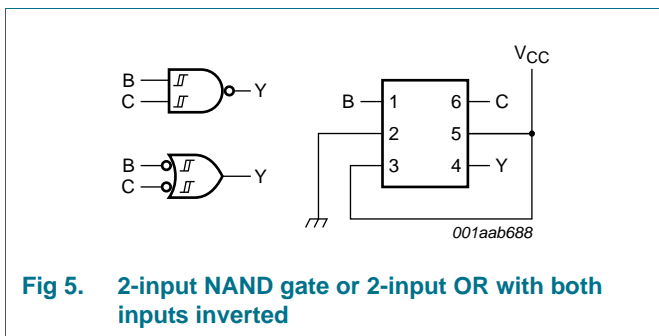 B
C
Y
B
C
Y
VCC
B 1 6 C
2 5
3 4 Y
001aab688
Fig 5. 2-input NAND gate or 2-input OR with both
inputs inverted